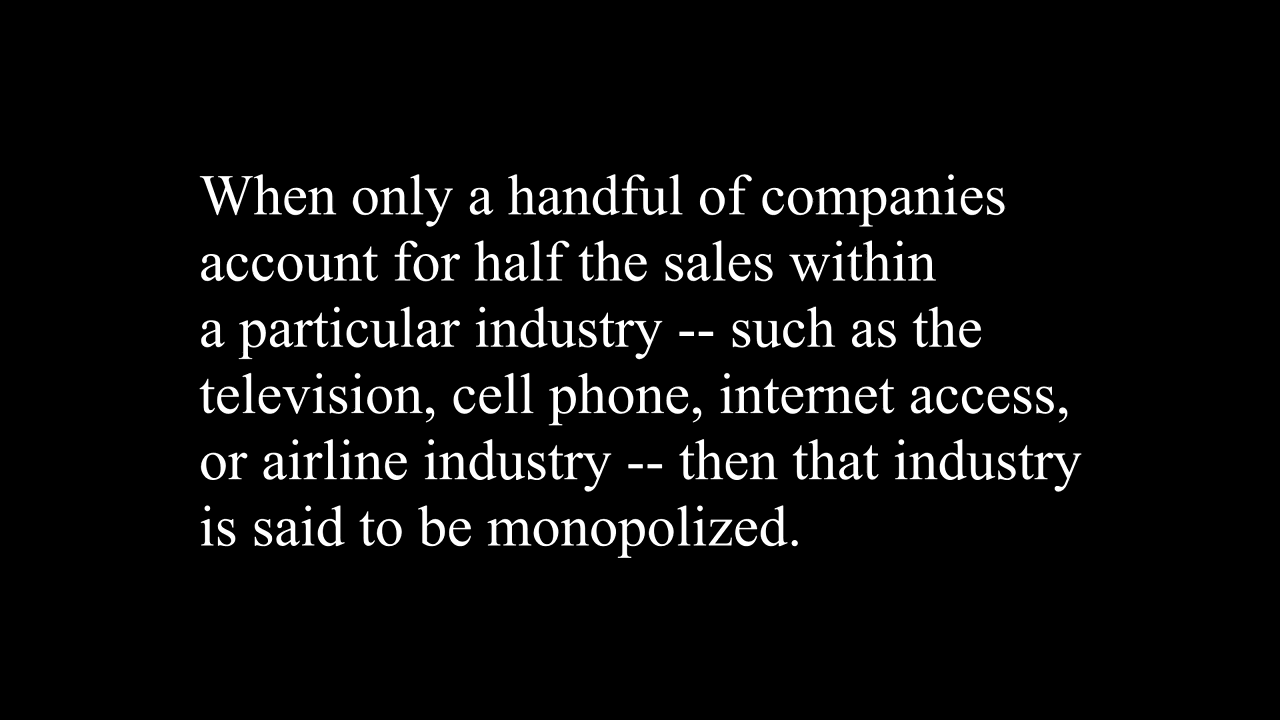 When only a handful of companies
account for half the sales within
a particular industry -- such as the
television, cell phone, internet access,
or airline industry -- then that industry
is said to be monopolized.